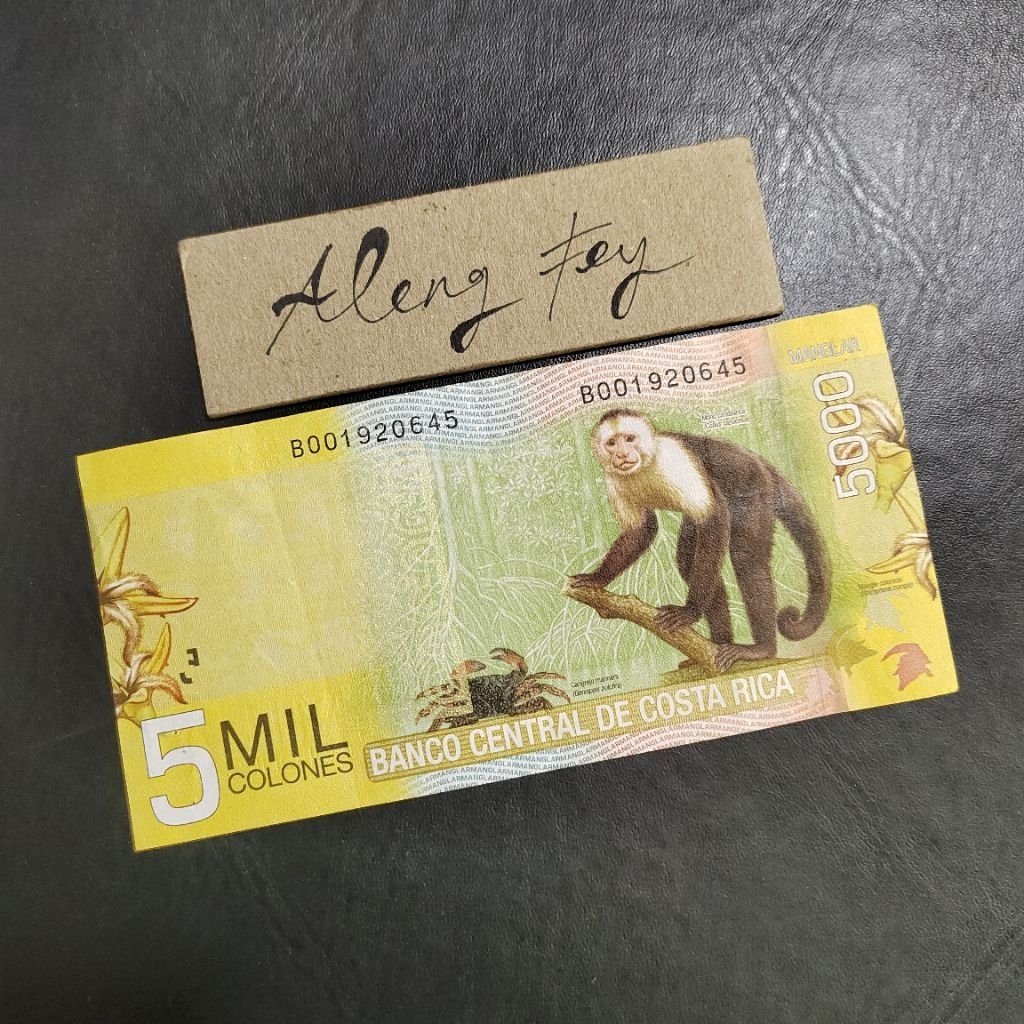 Aleng Fey
MANGLAR
B001920645
B001920645
5000
5 MIL
COLONES
BANCO CENTRAL DE COSTA RICA